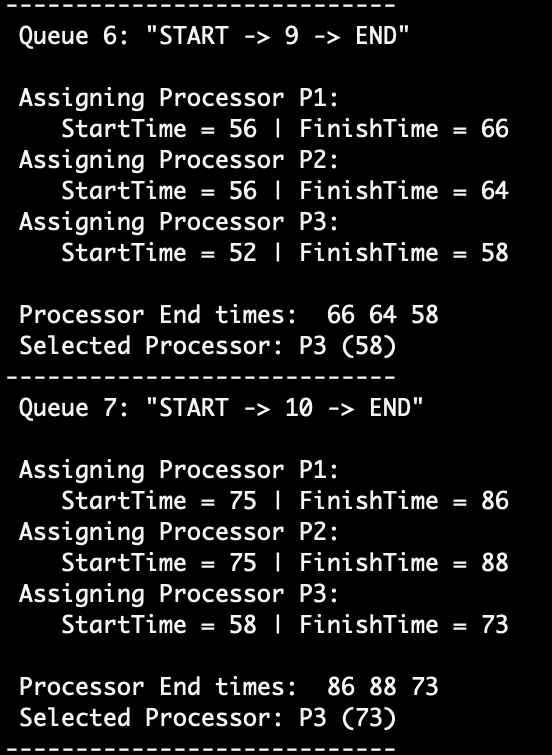 ----------------------------
Queue 6: "START -> 9 -> END"
Assigning Processor P1:
StartTime = 56 | FinishTime = 66
Assigning Processor P2:
StartTime = 56 | FinishTime = 64
Assigning Processor P3:
StartTime = 52 | FinishTime = 58
Processor End times:  66 64 58
Selected Processor: P3 (58)
----------------------------
Queue 7: "START -> 10 -> END"
Assigning Processor P1:
StartTime = 75 | FinishTime = 86
Assigning Processor P2:
StartTime = 75 | FinishTime = 88
Assigning Processor P3:
StartTime = 58 | FinishTime = 73
Processor End times:  86 88 73
Selected Processor: P3 (73)
----------------------------